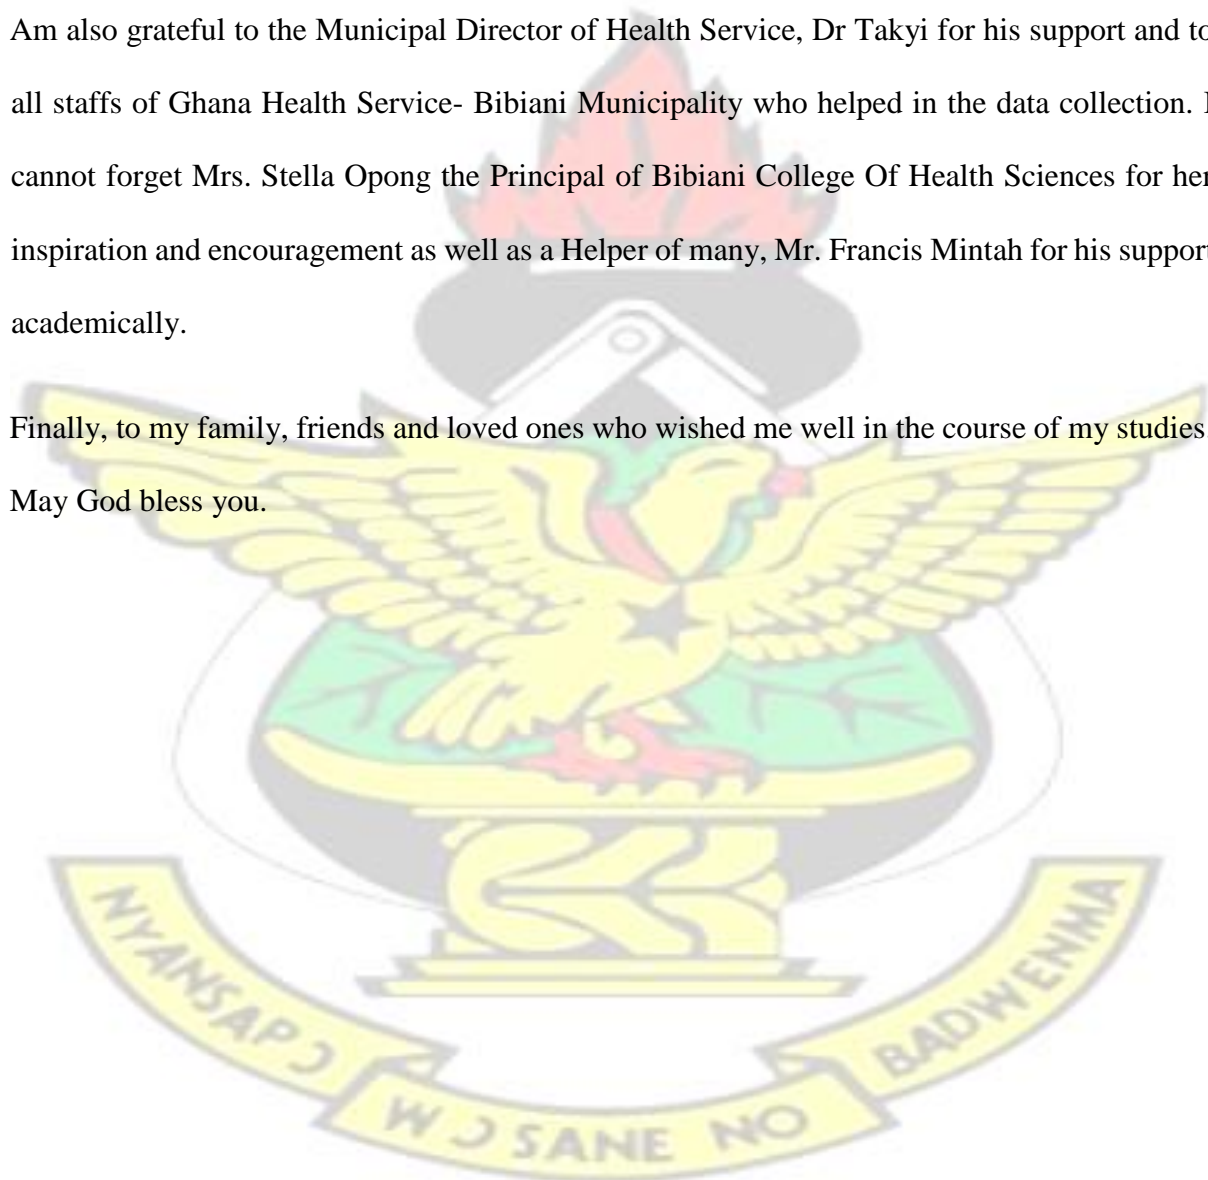 Am also grateful to the Municipal Director of Health Service, Dr Takyi for his support and to
all staffs of Ghana Health Service- Bibiani Municipality who helped in the data collection. I
cannot forget Mrs. Stella Opong the Principal of Bibiani College Of Health Sciences for her
inspiration and encouragement as well as a Helper of many, Mr. Francis Mintah for his support
academically.
Finally, to my family, friends and loved ones who wished me well in the course of my studies.
May God bless you.
NYANSAPƆ
WƆSANE NO
BADWENMA